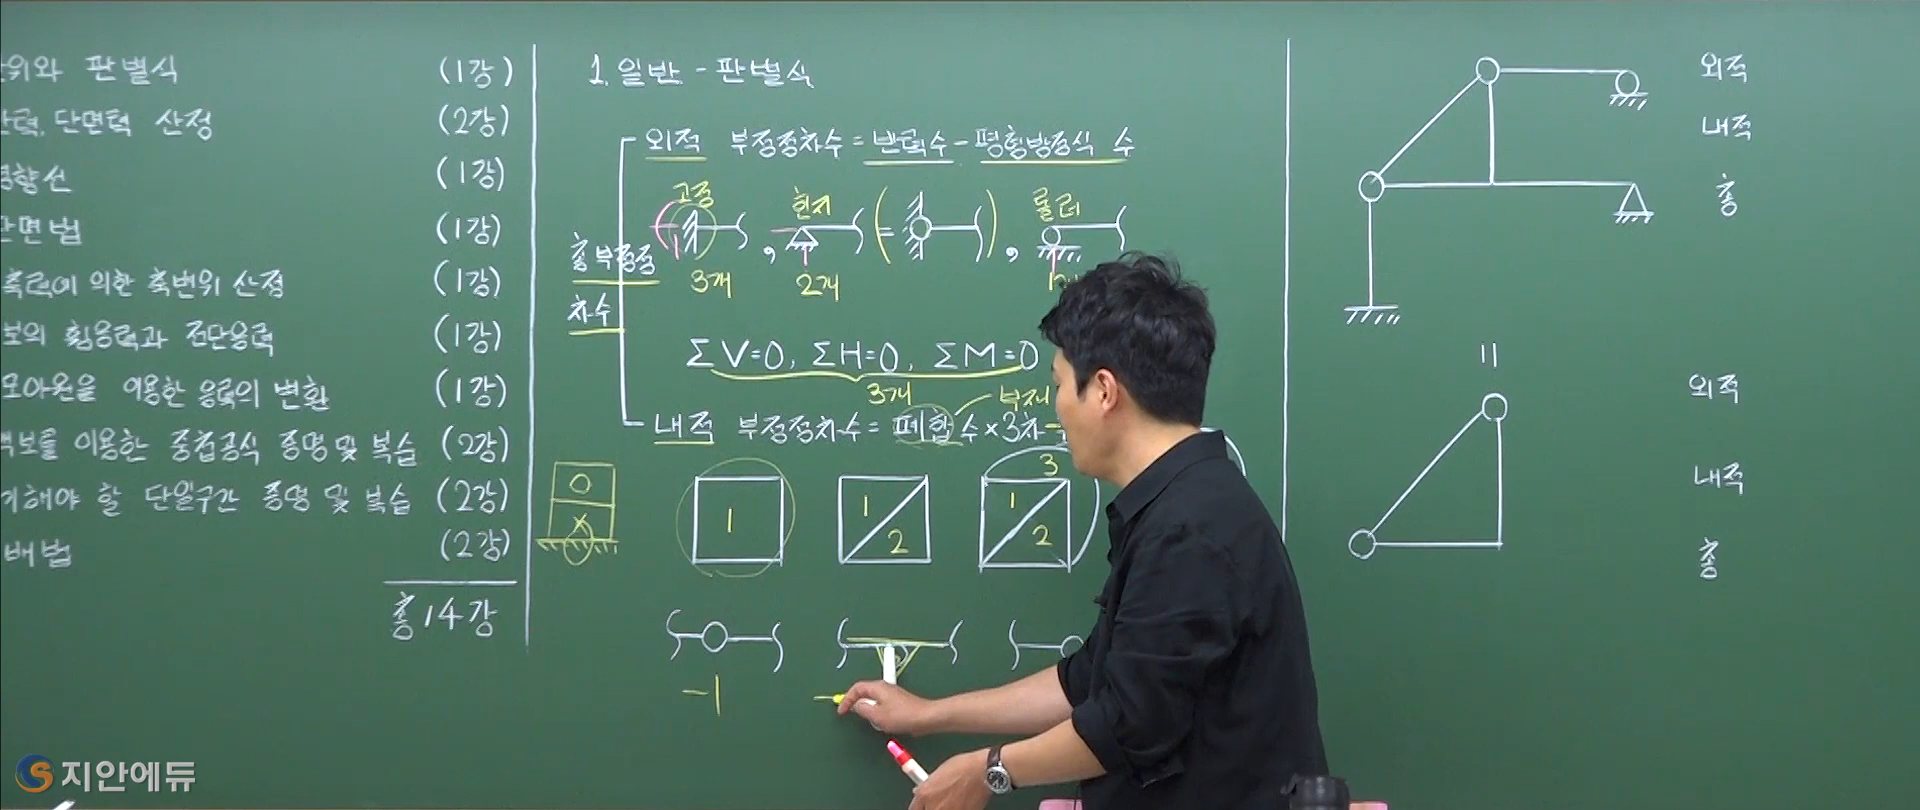 위와 판별식 (1강)
반력, 단면력 산정 (2강)
영향선 (1강)
단면법 (1강)
축력에 의한 축변위 산정 (1강)
보의 휨응력과 전단응력 (1강)
모아원을 이용한 응력의 변환 (1강)
보를 이용한 중첩공식 증명 및 복습 (2강)
기해야 할 단일구간 증명 및 복습 (2강)
배법 (2강)
총 14강
1. 일반 - 판별식
외적 부정정차수 = 반력수 - 평형방정식 수
고정 힌지 롤러
, ( = ) ,
3개 2개
총부정정
차수
ΣV=0, ΣH=0, ΣM=0
3개
부재
내적 부정정차수 = 폐합 수 × 3차 -
O
X
1
1 2
1 2 3
-1
-
외적
내적
총
=
외적
내적
총
지안에듀